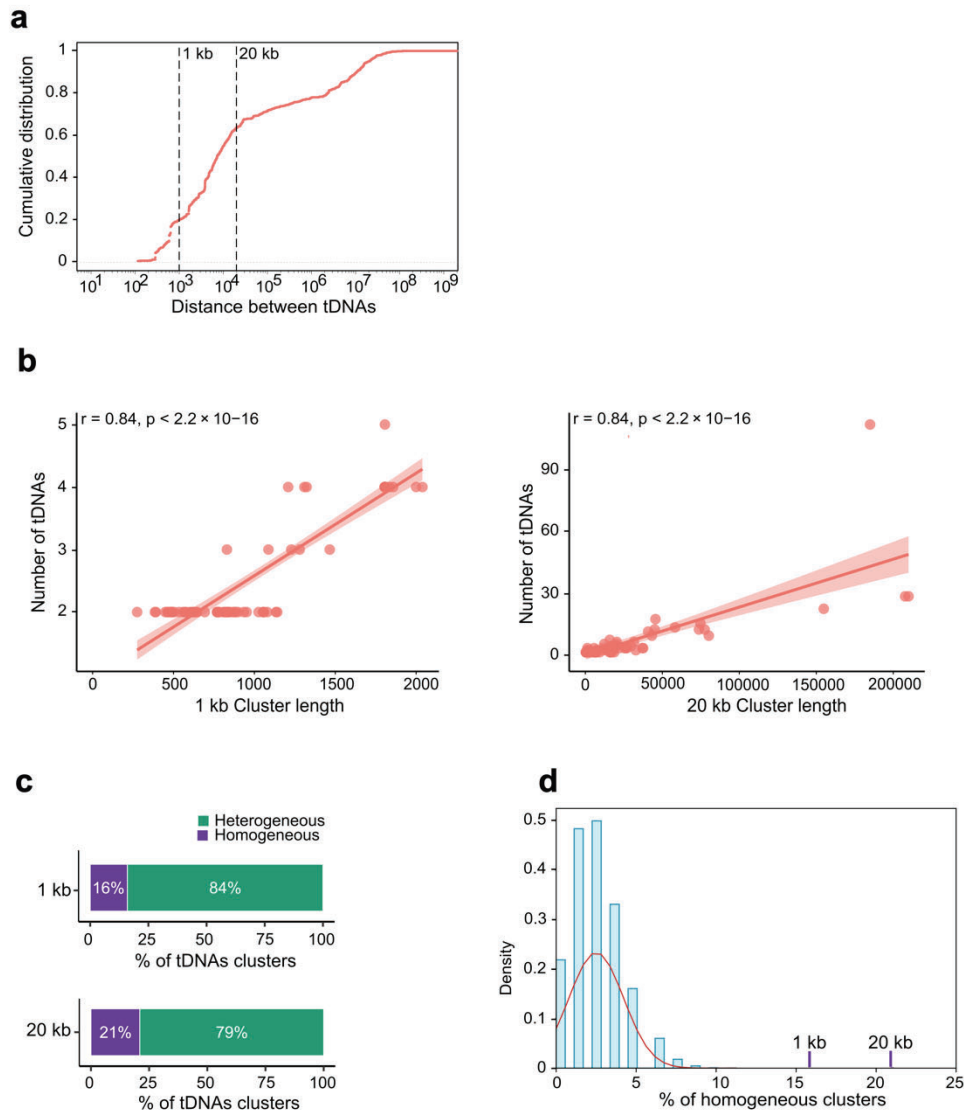 a
1 kb 20 kb
1
0.8
0.6
0.4
0.2
0
Cumulative distribution
10¹ 10² 10³ 10⁴ 10⁵ 10⁶ 10⁷ 10⁸ 10⁹
Distance between tDNAs
b
r = 0.84, p < 2.2 × 10−16
5
4
3
2
Number of tDNAs
0 500 1000 1500 2000
1 kb Cluster length
r = 0.84, p < 2.2 × 10−16
90
60
30
0
Number of tDNAs
0 50000 100000 150000 200000
20 kb Cluster length
c
Heterogeneous
Homogeneous
1 kb 16% 84%
0 25 50 75 100
% of tDNAs clusters
20 kb 21% 79%
0 25 50 75 100
% of tDNAs clusters
d
0.5
0.4
0.3
0.2
0.1
0
Density
1 kb 20 kb
0 5 10 15 20 25
% of homogeneous clusters